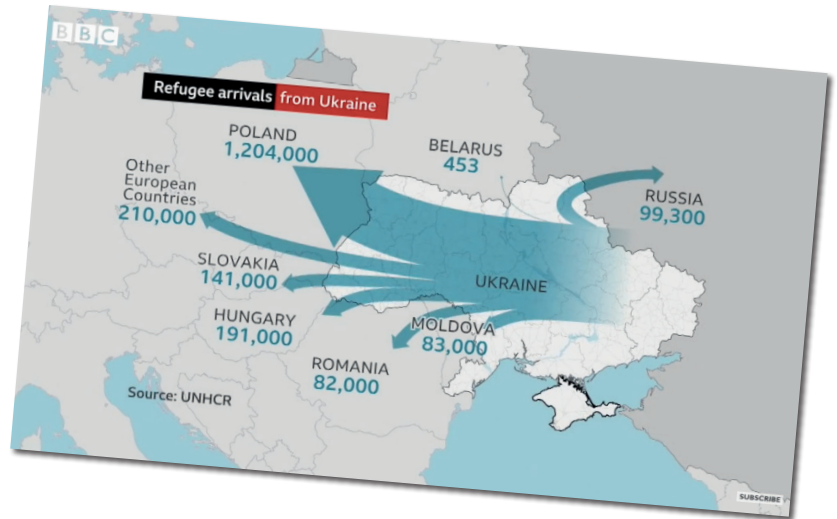 BBC
Refugee arrivals from Ukraine
POLAND
1,204,000
BELARUS
453
Other
European
Countries
210,000
RUSSIA
99,300
SLOVAKIA
141,000
UKRAINE
HUNGARY
191,000
MOLDOVA
83,000
ROMANIA
82,000
Source: UNHCR
SUBSCRIBE